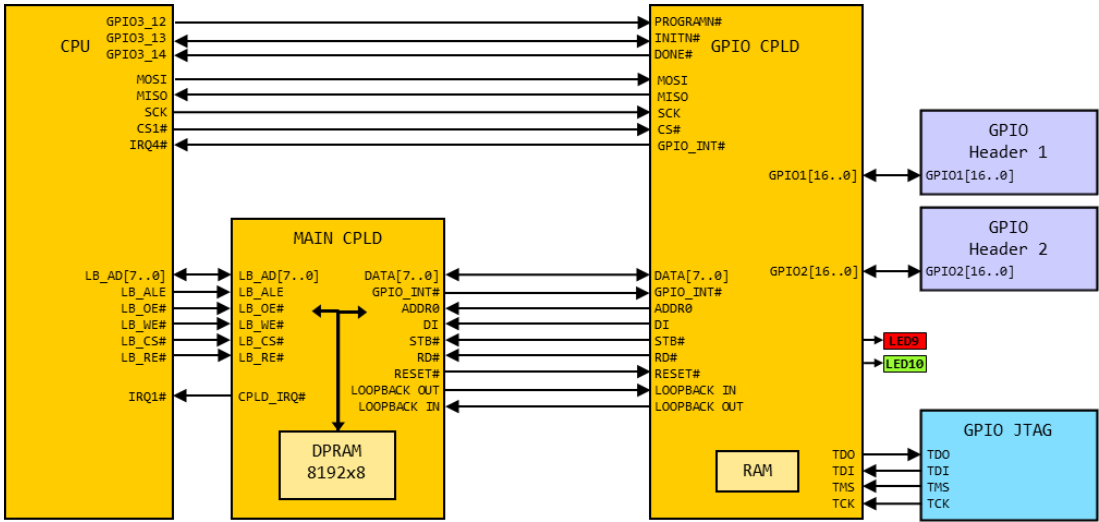 CPU
GPIO3_12
GPIO3_13
GPIO3_14
MOSI
MISO
SCK
CS1#
IRQ4#
LB_AD[7..0]
LB_ALE
LB_OE#
LB_WE#
LB_CS#
LB_RE#
IRQ1#
MAIN CPLD
LB_AD[7..0]
LB_ALE
LB_OE#
LB_WE#
LB_CS#
LB_RE#
CPLD_IRQ#
DATA[7..0]
GPIO_INT#
ADDR0
DI
STB#
RD#
RESET#
LOOPBACK OUT
LOOPBACK IN
DPRAM
8192x8
GPIO CPLD
PROGRAMN#
INITN#
DONE#
MOSI
MISO
SCK
CS#
GPIO_INT#
DATA[7..0]
GPIO_INT#
ADDR0
DI
STB#
RD#
RESET#
LOOPBACK IN
LOOPBACK OUT
GPIO1[16..0]
GPIO2[16..0]
RAM
TDO
TDI
TMS
TCK
GPIO
Header 1
GPIO1[16..0]
GPIO
Header 2
GPIO2[16..0]
LED9
LED10
GPIO JTAG
TDO
TDI
TMS
TCK